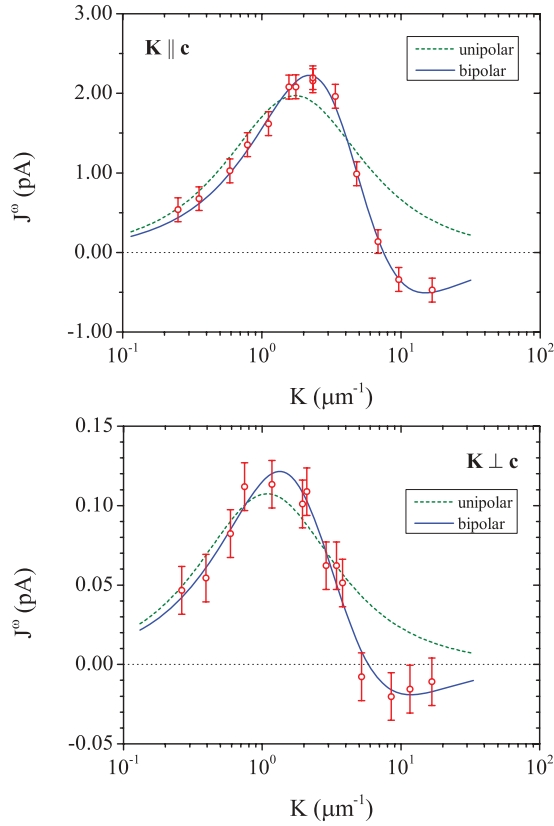 K ∥ c
unipolar
bipolar
3.00
2.00
1.00
0.00
-1.00
J^ω (pA)
10^-1
10^0
10^1
10^2
K (μm^-1)
K ⊥ c
unipolar
bipolar
0.15
0.10
0.05
0.00
-0.05
J^ω (pA)
10^-1
10^0
10^1
10^2
K (μm^-1)